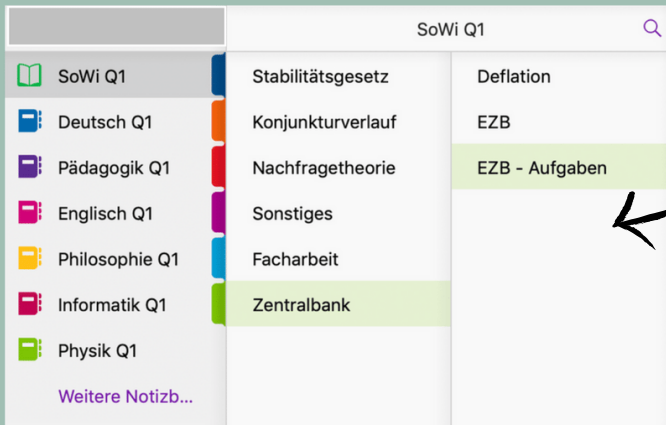 SoWi Q1
SoWi Q1
Deutsch Q1
Pädagogik Q1
Englisch Q1
Philosophie Q1
Informatik Q1
Physik Q1
Weitere Notizb...
Stabilitätsgesetz
Konjunkturverlauf
Nachfragetheorie
Sonstiges
Facharbeit
Zentralbank
Deflation
EZB
EZB - Aufgaben